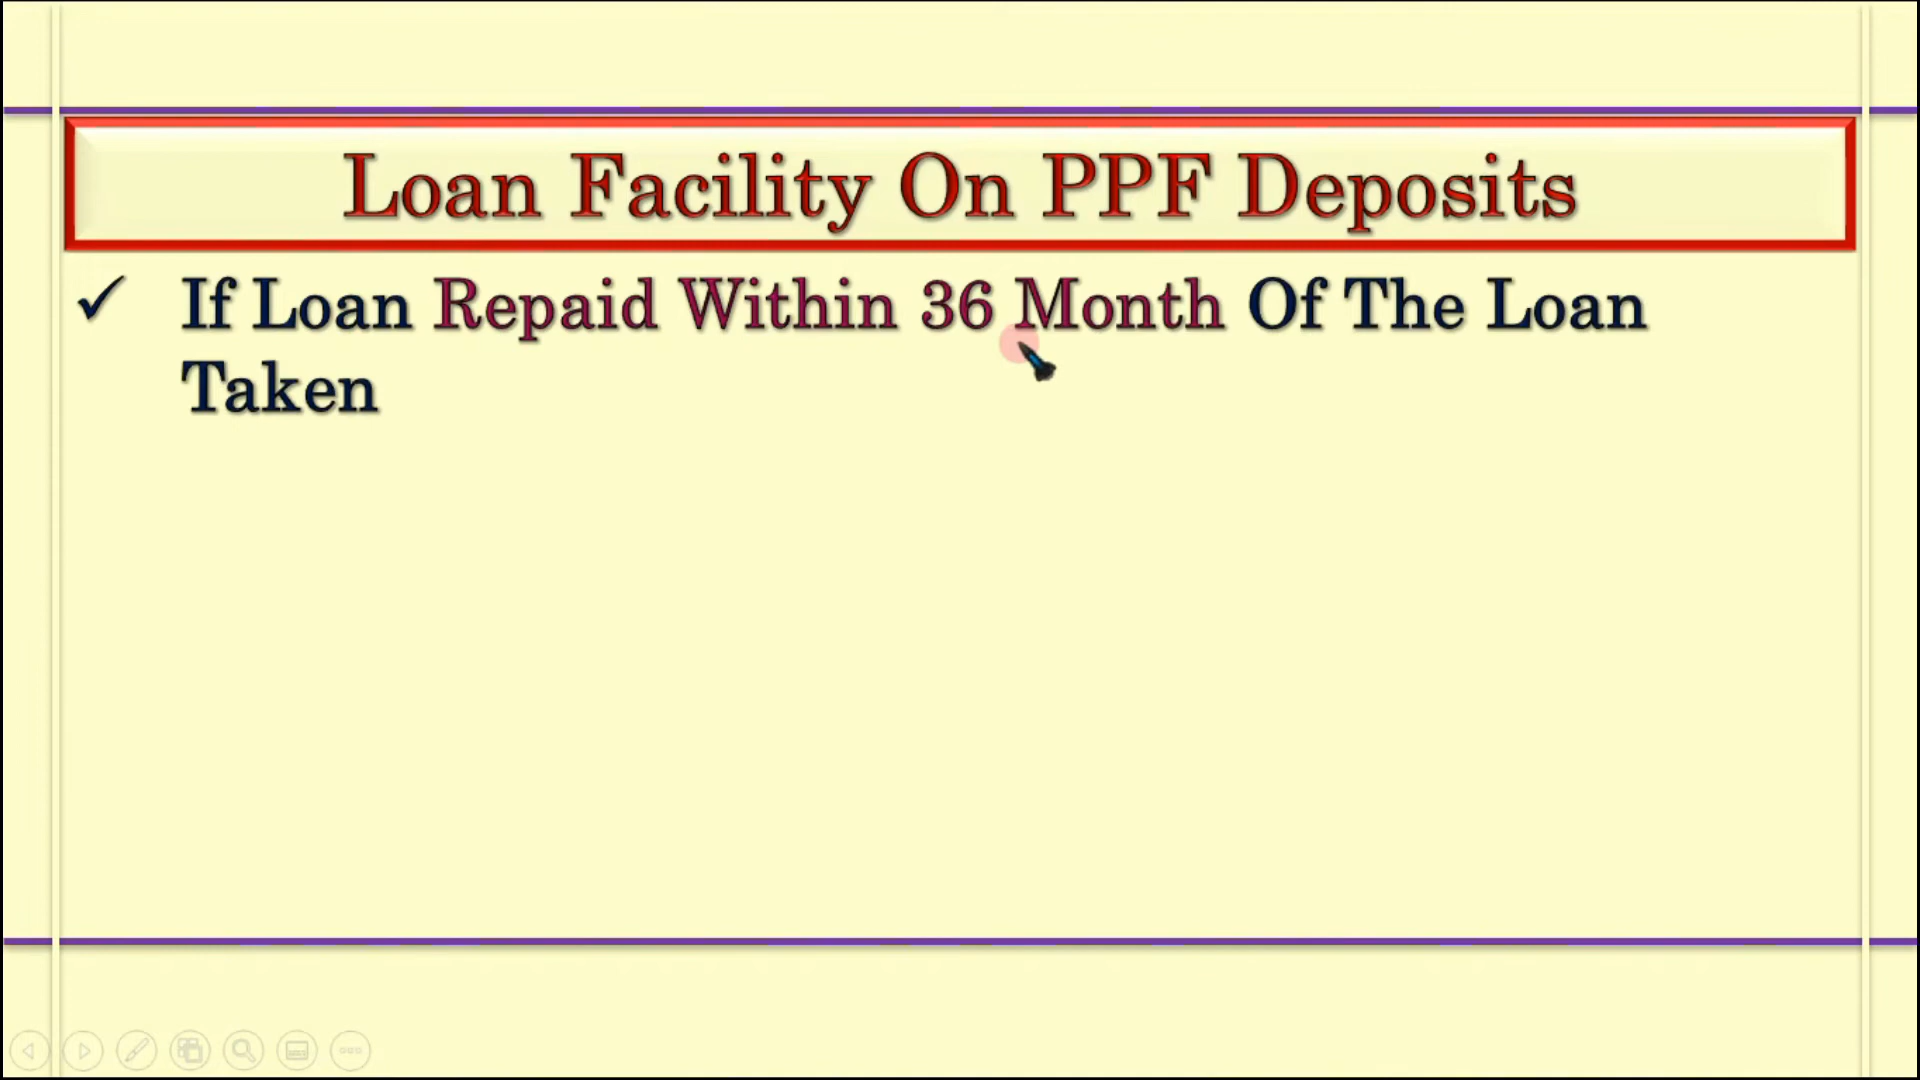 Loan Facility On PPF Deposits
✓ If Loan Repaid Within 36 Month Of The Loan
Taken